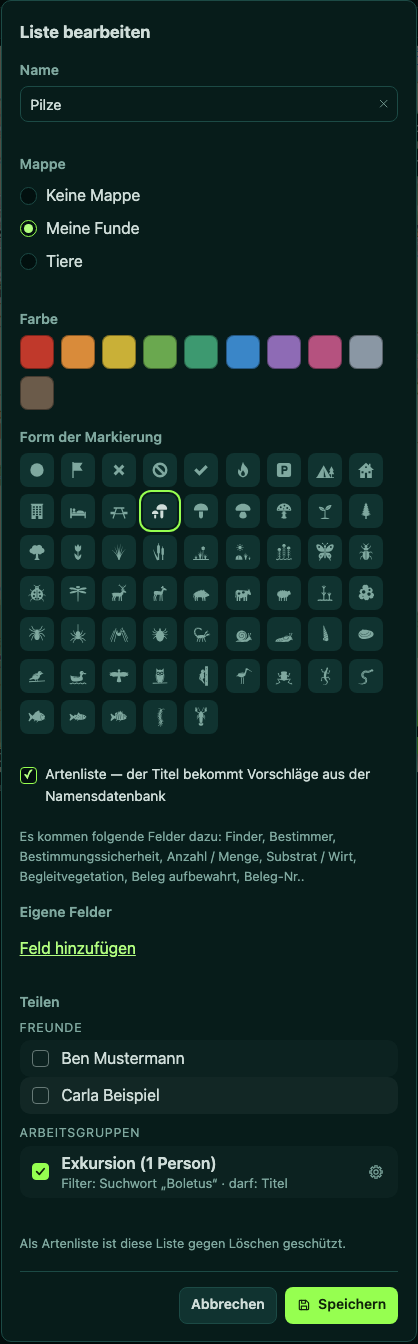 Liste bearbeiten
Name
Pilze
Mappe
Keine Mappe
Meine Funde
Tiere
Farbe
Form der Markierung
P
Artenliste — der Titel bekommt Vorschläge aus der
Namensdatenbank
Es kommen folgende Felder dazu: Finder, Bestimmer,
Bestimmungssicherheit, Anzahl / Menge, Substrat / Wirt,
Begleitvegetation, Beleg aufbewahrt, Beleg-Nr..
Eigene Felder
Feld hinzufügen
Teilen
FREUNDE
Ben Mustermann
Carla Beispiel
ARBEITSGRUPPEN
Exkursion (1 Person)
Filter: Suchwort „Boletus“ · darf: Titel
Als Artenliste ist diese Liste gegen Löschen geschützt.
Abbrechen
Speichern